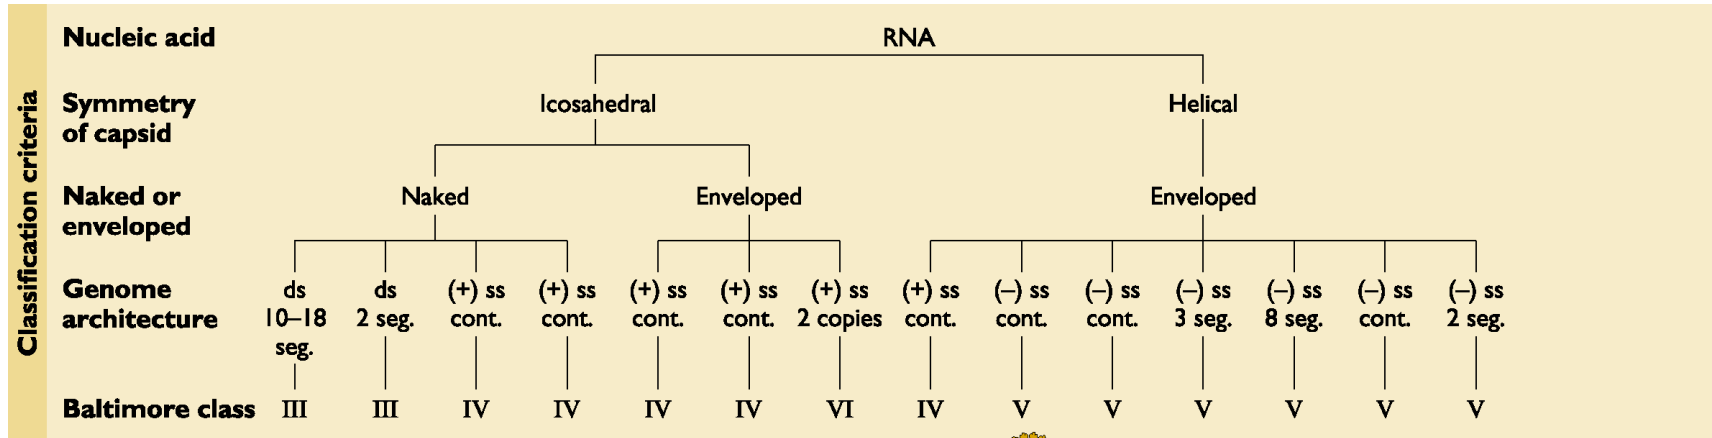 Classification criteria
Nucleic acid RNA
Symmetry Icosahedral Helical
of capsid
Naked or Naked Enveloped Enveloped
enveloped
Genome ds ds (+) ss (+) ss (+) ss (+) ss (+) ss (+) ss (–) ss (–) ss (–) ss (–) ss (–) ss (–) ss
architecture 10–18 2 seg. cont. cont. cont. cont. 2 copies cont. cont. cont. 3 seg. 8 seg. cont. 2 seg.
seg.
Baltimore class III III IV IV IV IV VI IV V V V V V V